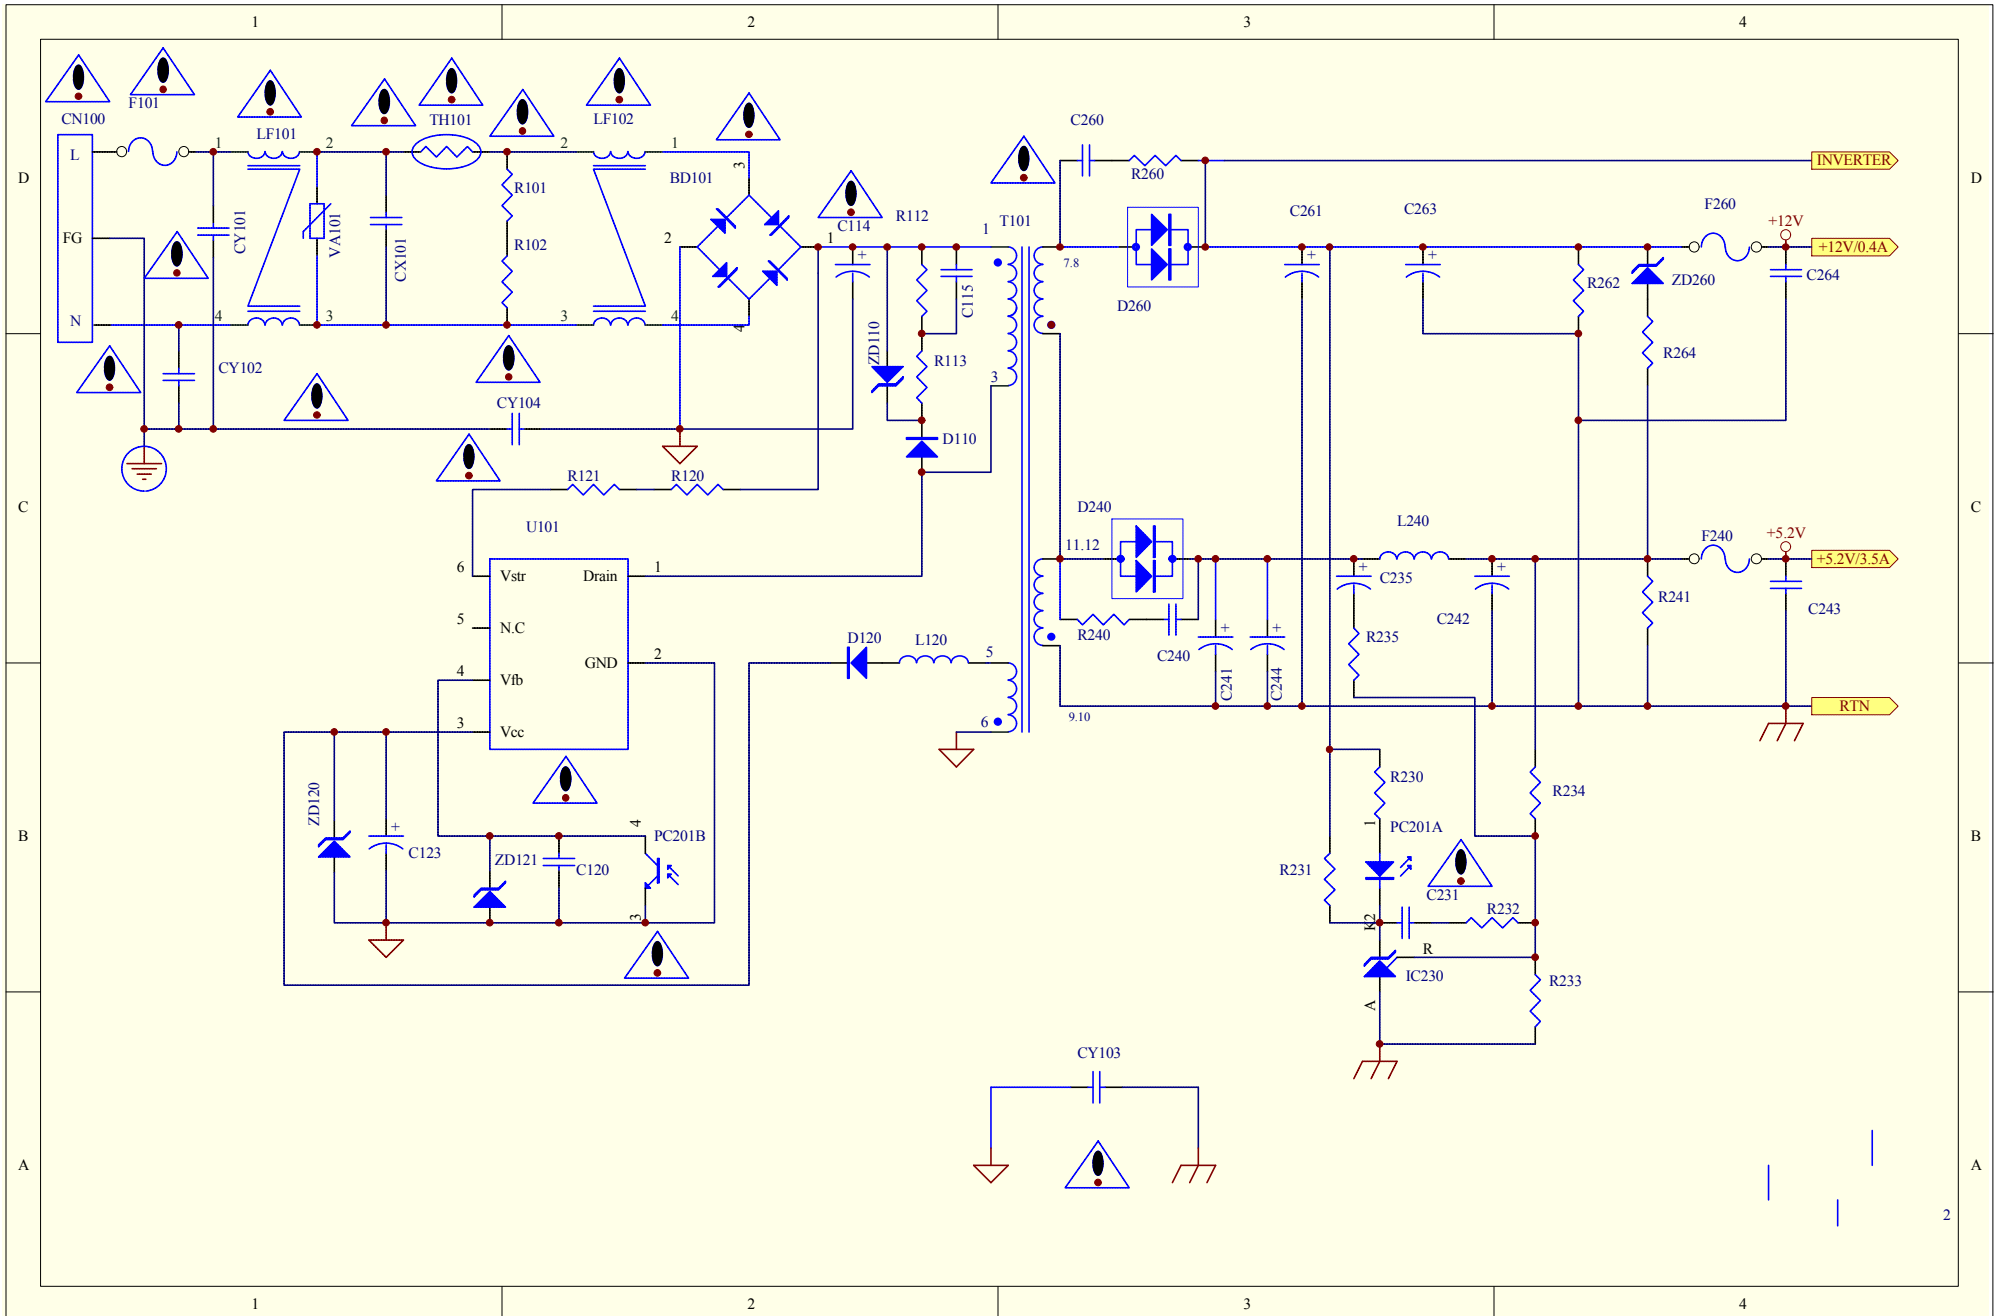 1 2 3 4
F101
CN100 LF101 TH101 LF102 C260
L 1 2 2 1 3 R260 INVERTER
D R101 BD101 D
CY101 VA101 CX101 C114 R112 T101 C261 C263 F260 +12V
FG R102 2 1 1 +12V/0.4A
7.8 C115 R262 ZD260 C264
D260
N 4 3 3 4 4
ZD110 R113 R264
CY102 3
CY104
D110
R121 R120
C D240 L240 C
U101 11.12 F240 +5.2V
6 Vstr Drain 1 +5.2V/3.5A
C235
R241 C243
5 N.C C242
D120 L120 R240 R235
GND 2 5 C240
4 Vfb C241 C244
RTN
3 Vcc 6 9.10
R230 R234
ZD120 4 PC201B 1 PC201A
B C123 ZD121 C120 R231 B
C231
3 K2 R232
R
IC230 R233
A
CY103
A A
2
1 2 3 4